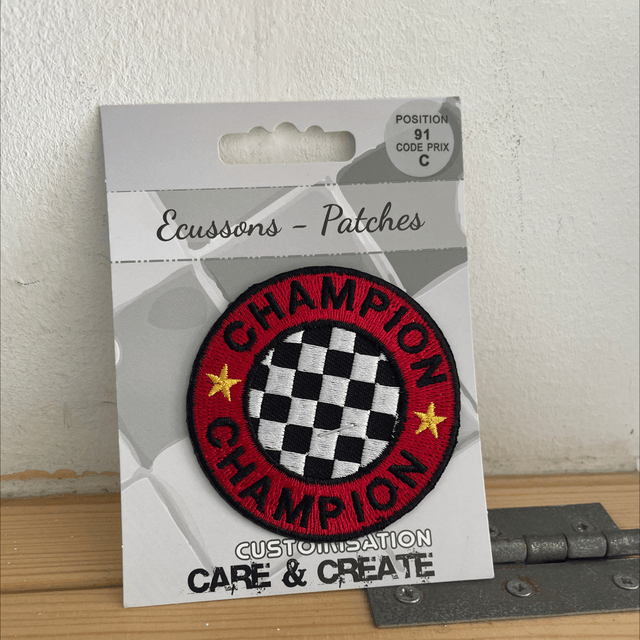 POSITION
91
CODE PRIX
C
Ecussons - Patches
CHAMPION
CHAMPION
CUSTOMISATION
CARE & CREATE